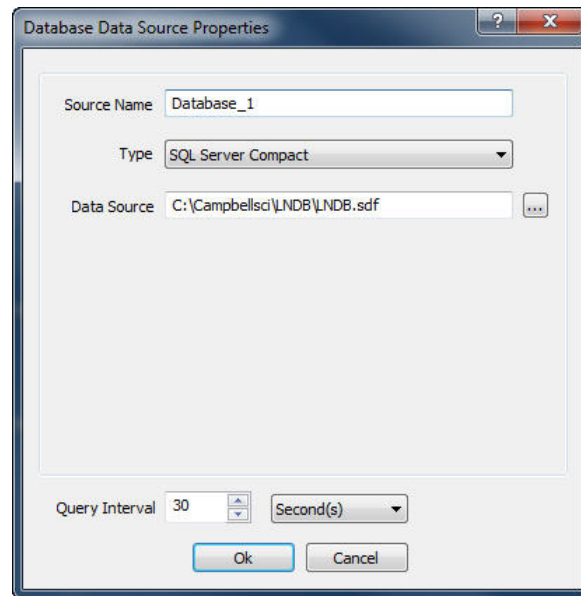 Database Data Source Properties
?
X
Source Name Database_1
Type SQL Server Compact
Data Source C:\Campbellsci\LNDB\LNDB.sdf ...
Query Interval 30 Second(s)
Ok Cancel